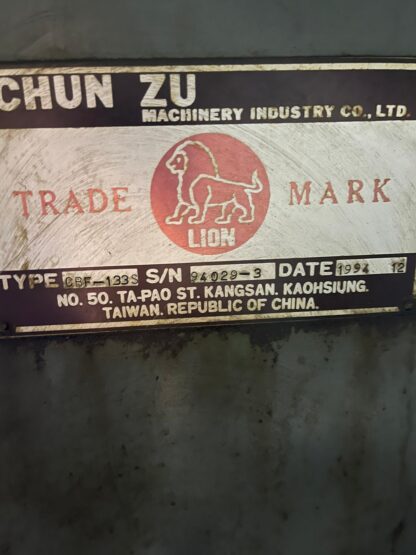 CHUN ZU
MACHINERY INDUSTRY CO., LTD.
TRADE MARK
LION
TYPE CBF-133S S/N 94029-3 DATE 1994 12
NO. 50. TA-PAO ST. KANGSAN. KAOHSIUNG.
TAIWAN. REPUBLIC OF CHINA.